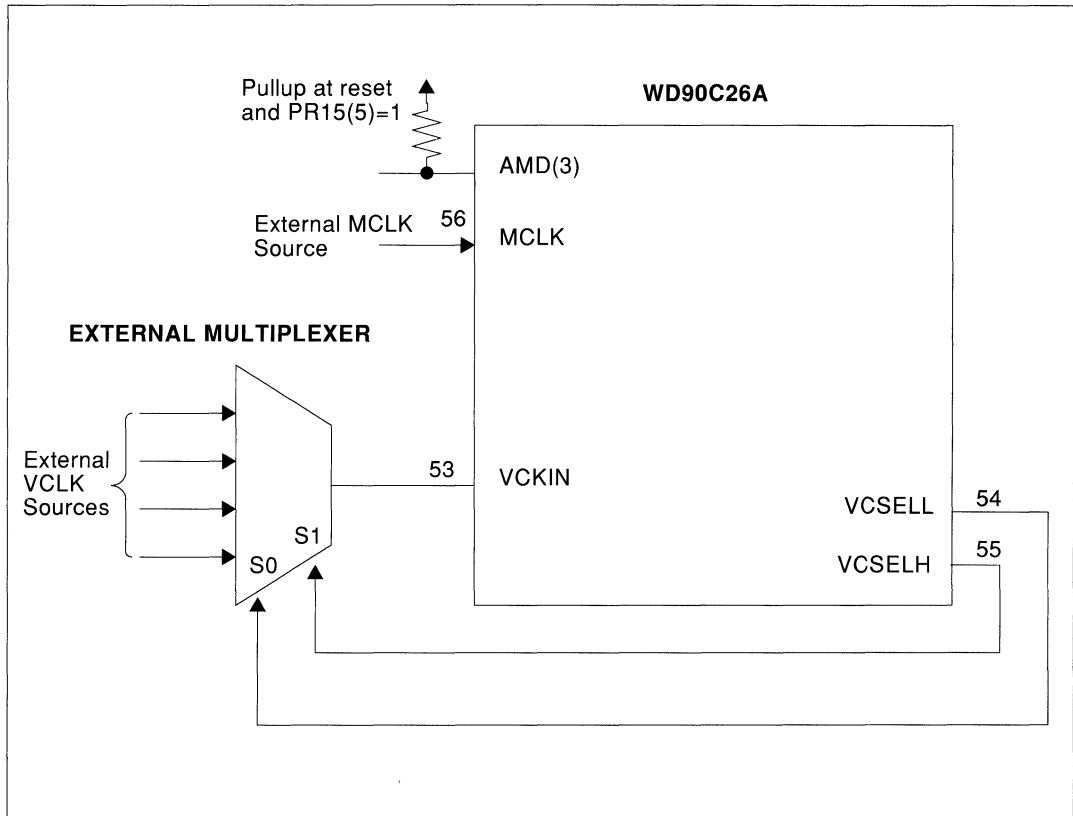 Pullup at reset
and PR15(5)=1
WD90C26A
AMD(3)
External MCLK
Source
56
MCLK
EXTERNAL MULTIPLEXER
External
VCLK
Sources
S1
S0
53
VCKIN
VCSELL
54
VCSELH
55